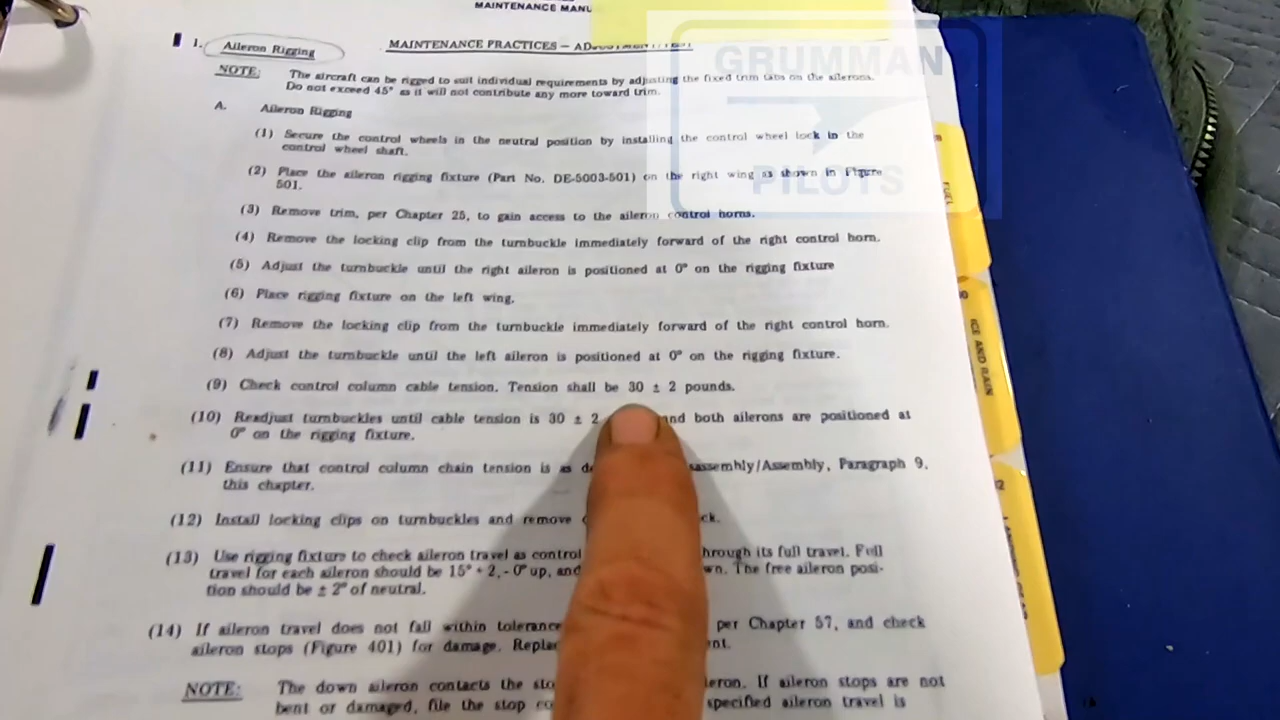 MAINTENANCE MANU
GRUMMAN
PILOTS
1. Aileron Rigging
MAINTENANCE PRACTICES -
NOTE: The aircraft can be rigged to suit individual requirements by adjusting the fixed trim tabs on the ailerons.
Do not exceed 45° as it will not contribute any more toward trim.
A. Aileron Rigging
(1) Secure the control wheels in the neutral position by installing the control wheel lock in the
control wheel shaft.
(2) Place the aileron rigging fixture (Part No. DE-5003-501) on the right wing as shown in Figure
501.
(3) Remove trim, per Chapter 25, to gain access to the aileron control horns.
(4) Remove the locking clip from the turnbuckle immediately forward of the right control horn.
(5) Adjust the turnbuckle until the right aileron is positioned at 0° on the rigging fixture
(6) Place rigging fixture on the left wing.
(7) Remove the locking clip from the turnbuckle immediately forward of the right control horn.
(8) Adjust the turnbuckle until the left aileron is positioned at 0° on the rigging fixture.
(9) Check control column cable tension. Tension shall be 30 ± 2 pounds.
(10) Readjust turnbuckles until cable tension is 30 ± 2 and both ailerons are positioned at
0° on the rigging fixture.
(11) Ensure that control column chain tension is as sassembly/Assembly, Paragraph 9,
this chapter.
(12) Install locking clips on turnbuckles and remove ck.
(13) Use rigging fixture to check aileron travel as control through its full travel. Full
travel for each aileron should be 15° + 2, - 0° up, and wn. The free aileron posi-
tion should be ± 2° of neutral.
(14) If aileron travel does not fall within tolerance per Chapter 57, and check
aileron stops (Figure 401) for damage. nt.
NOTE: The down aileron contacts the eron. If aileron stops are not
bent or damaged, file the stop specified aileron travel is
FUEL
ICE AND RAIN